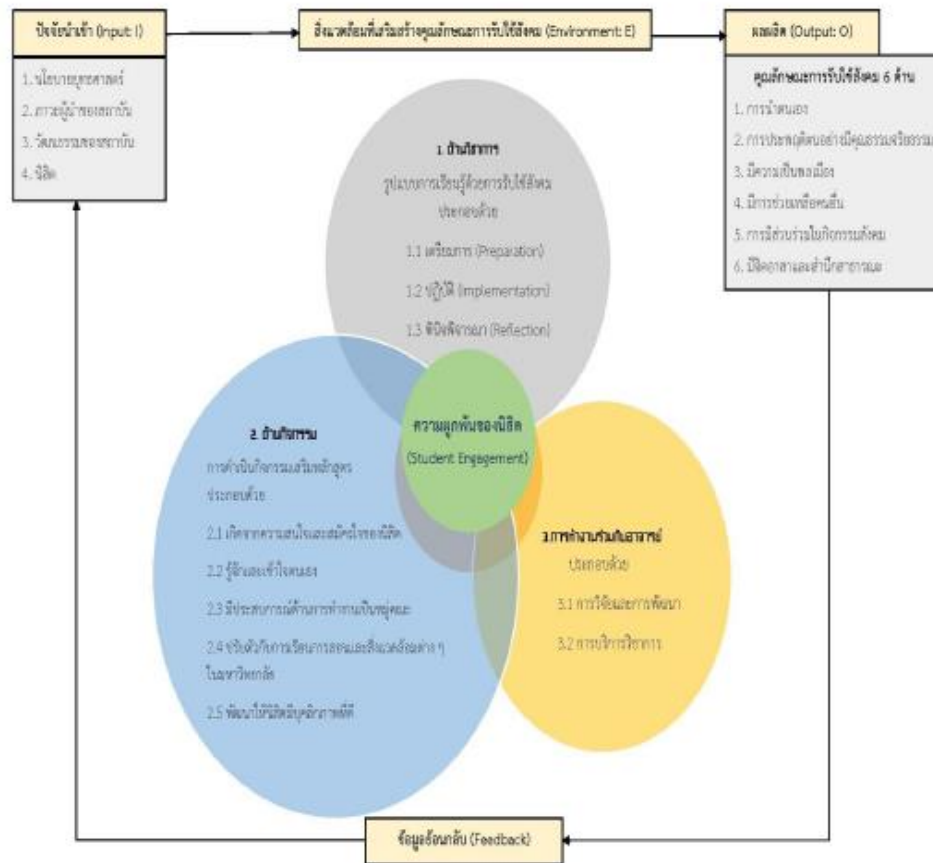 ปัจจัยนำเข้า (Input: I)
1. นโยบายยุทธศาสตร์
2. ภาวะผู้นำของสถาบัน
3. วัฒนธรรมของสถาบัน
4. นิสิต
สิ่งแวดล้อมที่เสริมสร้างคุณลักษณะการรับใช้สังคม (Environment: E)
ผลผลิต (Output: O)
คุณลักษณะการรับใช้สังคม 6 ด้าน
1. การนำตนเอง
2. การประพฤติตนอย่างมีคุณธรรมจริยธรรม
3. มีความเป็นพลเมือง
4. มีการช่วยเหลือคนอื่น
5. การมีส่วนร่วมในกิจกรรมสังคม
6. มีจิตอาสาและสำนึกสาธารณะ
1. ด้านวิชาการ
รูปแบบการเรียนรู้ด้วยการรับใช้สังคม
ประกอบด้วย
1.1 เตรียมการ (Preparation)
1.2 ปฏิบัติ (Implementation)
1.3 พินิจพิจารณา (Reflection)
ความผูกพันของนิสิต
(Student Engagement)
2. ด้านกิจกรรม
การดำเนินกิจกรรมเสริมหลักสูตร
ประกอบด้วย
2.1 เกิดจากความสนใจและสมัครใจของนิสิต
2.2 รู้จักและเข้าใจตนเอง
2.3 มีประสบการณ์ด้านการทำงานเป็นหมู่คณะ
2.4 ปรับตัวกับการเรียนการสอนและสิ่งแวดล้อมต่าง ๆ
ในมหาวิทยาลัย
2.5 พัฒนาให้นิสิตมีบุคลิกภาพที่ดี
3.การทำงานร่วมกับอาจารย์
ประกอบด้วย
3.1 การวิจัยและการพัฒนา
3.2 การบริการวิชาการ
ข้อมูลย้อนกลับ (Feedback)